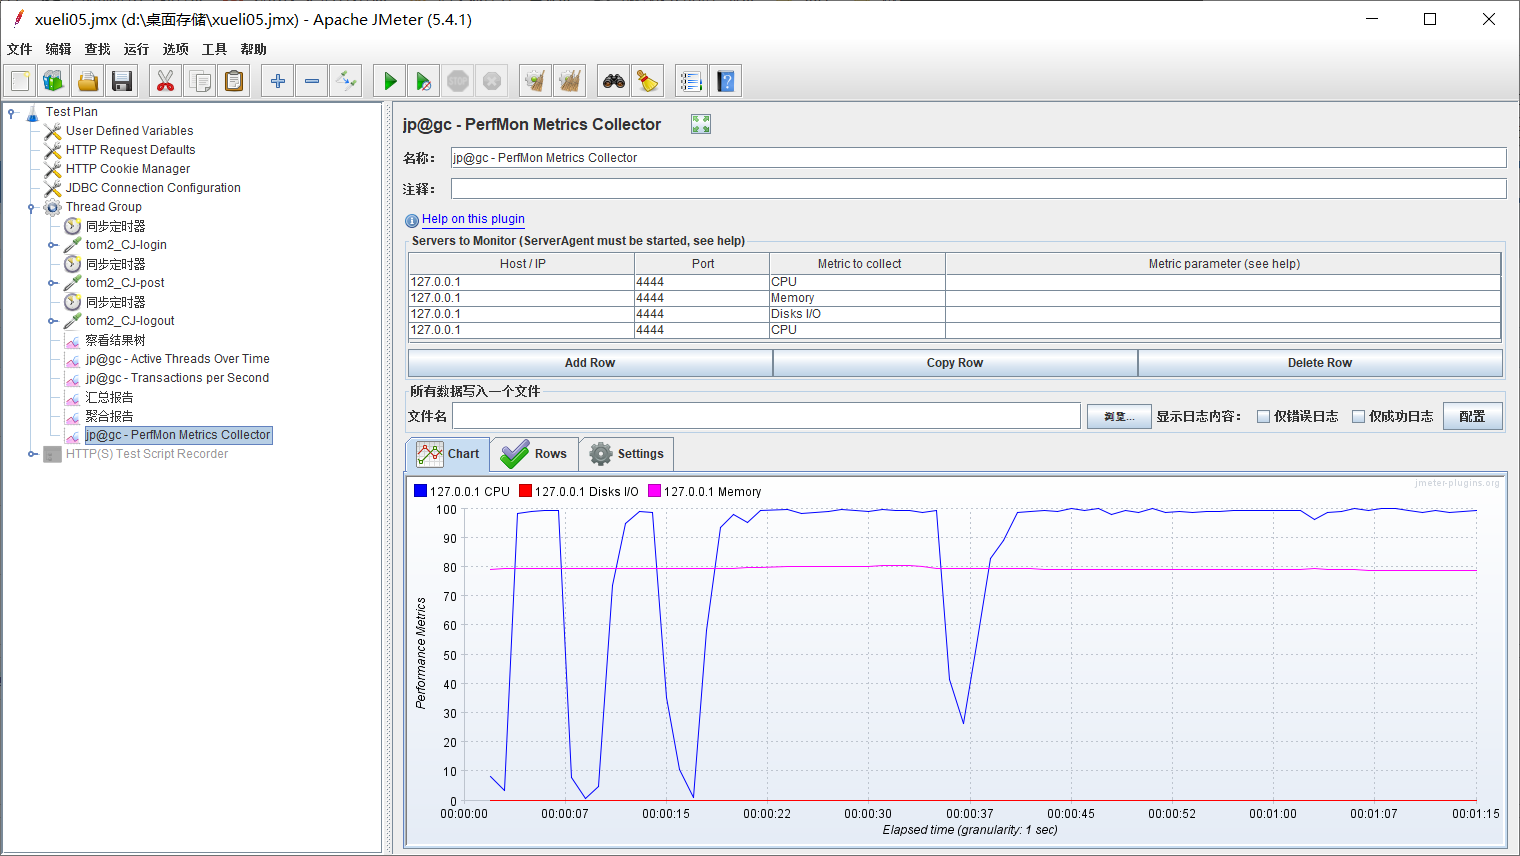 xueli05.jmx (d:\桌面存储\xueli05.jmx) - Apache JMeter (5.4.1)
文件 编辑 查找 运行 选项 工具 帮助
STOP
Test Plan
User Defined Variables
HTTP Request Defaults
HTTP Cookie Manager
JDBC Connection Configuration
Thread Group
同步定时器
tom2_CJ-login
同步定时器
tom2_CJ-post
同步定时器
tom2_CJ-logout
察看结果树
jp@gc - Active Threads Over Time
jp@gc - Transactions per Second
汇总报告
聚合报告
jp@gc - PerfMon Metrics Collector
HTTP(S) Test Script Recorder
jp@gc - PerfMon Metrics Collector
名称： jp@gc - PerfMon Metrics Collector
注释：
Help on this plugin
Servers to Monitor (ServerAgent must be started, see help)
Host / IP Port Metric to collect Metric parameter (see help)
127.0.0.1 4444 CPU
127.0.0.1 4444 Memory
127.0.0.1 4444 Disks I/O
127.0.0.1 4444 CPU
Add Row Copy Row Delete Row
所有数据写入一个文件
文件名 浏览... 显示日志内容： 仅错误日志 仅成功日志 配置
Chart Rows Settings
127.0.0.1 CPU 127.0.0.1 Disks I/O 127.0.0.1 Memory
jmeter-plugins.org
100
90
80
70
60
50
40
30
20
10
0
Performance Metrics
00:00:00 00:00:07 00:00:15 00:00:22 00:00:30 00:00:37 00:00:45 00:00:52 00:01:00 00:01:07 00:01:15
Elapsed time (granularity: 1 sec)